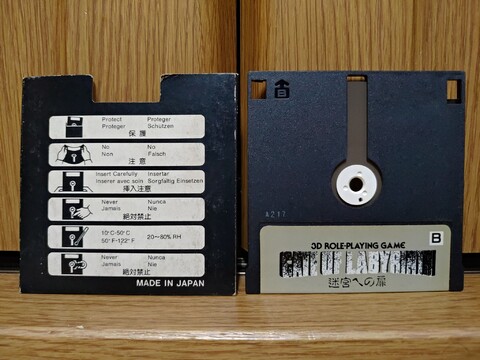 Protect Proteger
Proteger Schutzen
保護
No No
Non Falsch
注意
Insert Carefully Insertar
Inserer avec soin Sorgfältig Einsetzen
挿入注意
Never Nunca
Jamais Nie
絶対禁止
10°C-50°C
50°F-122°F 20~80% RH
Never Nunca
Jamais Nie
絶対禁止
MADE IN JAPAN
B
B
3D ROLE-PLAYING GAME
GATE OF LABYRINTH
迷宮への扉